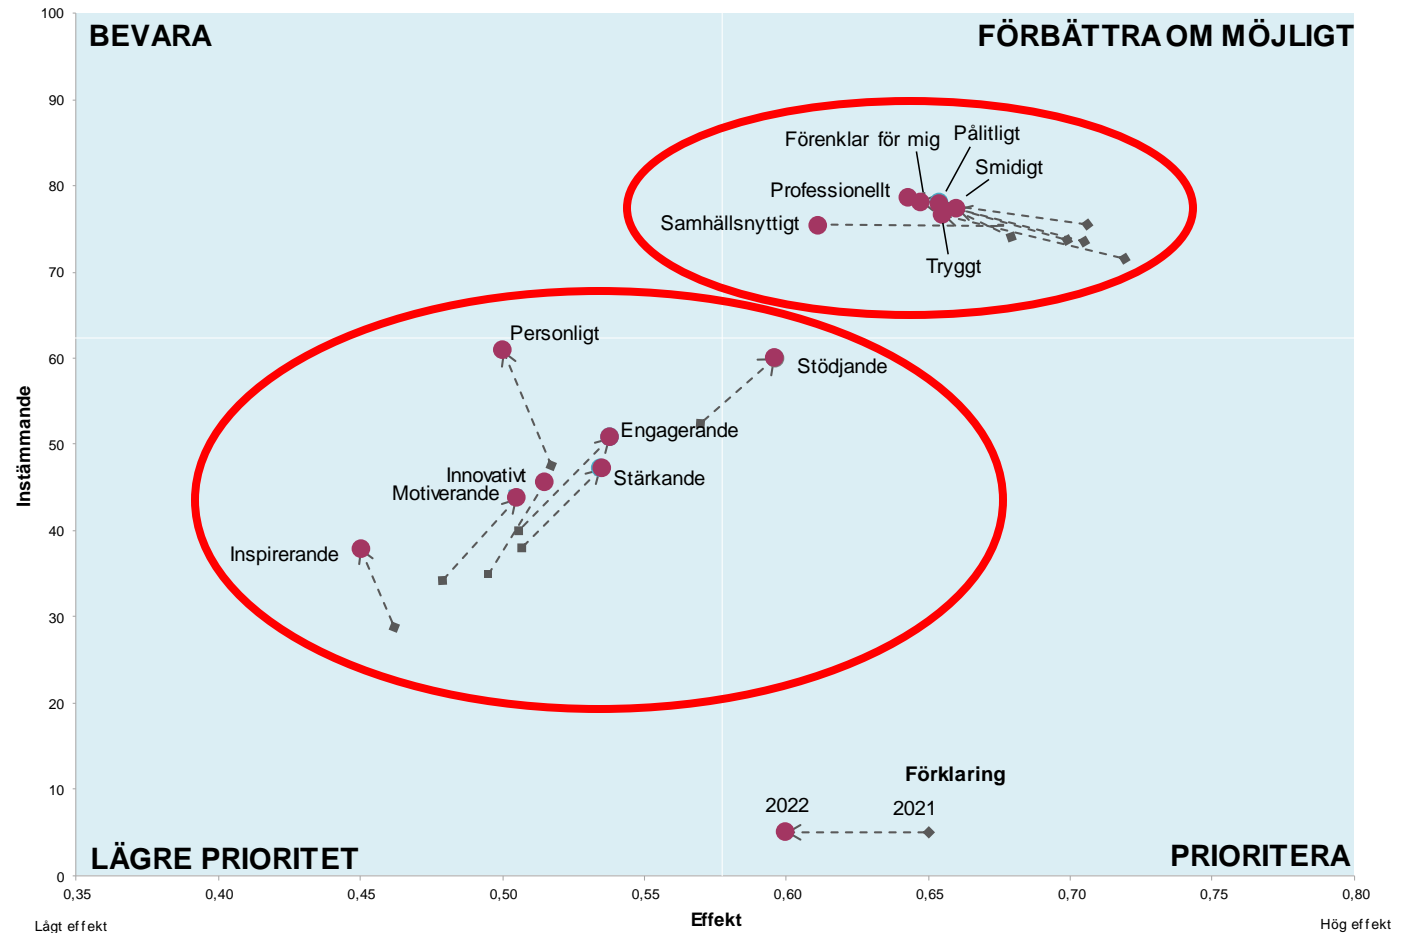 100
BEVARA
FÖRBÄTTRA OM MÖJLIGT
90
Förenklar för mig
Pålitligt
Smidigt
80
Professionellt
Samhällsnyttigt
Tryggt
70
Personligt
60
Stödjande
Instämmande
50
Engagerande
Innovativt
Stärkande
Motiverande
40
Inspirerande
30
20
10
Förklaring
2022
2021
LÄGRE PRIORITET
PRIORITERA
0
0,35
0,40
0,45
0,50
0,55
0,60
0,65
0,70
0,75
0,80
Lågt effekt
Effekt
Hög effekt